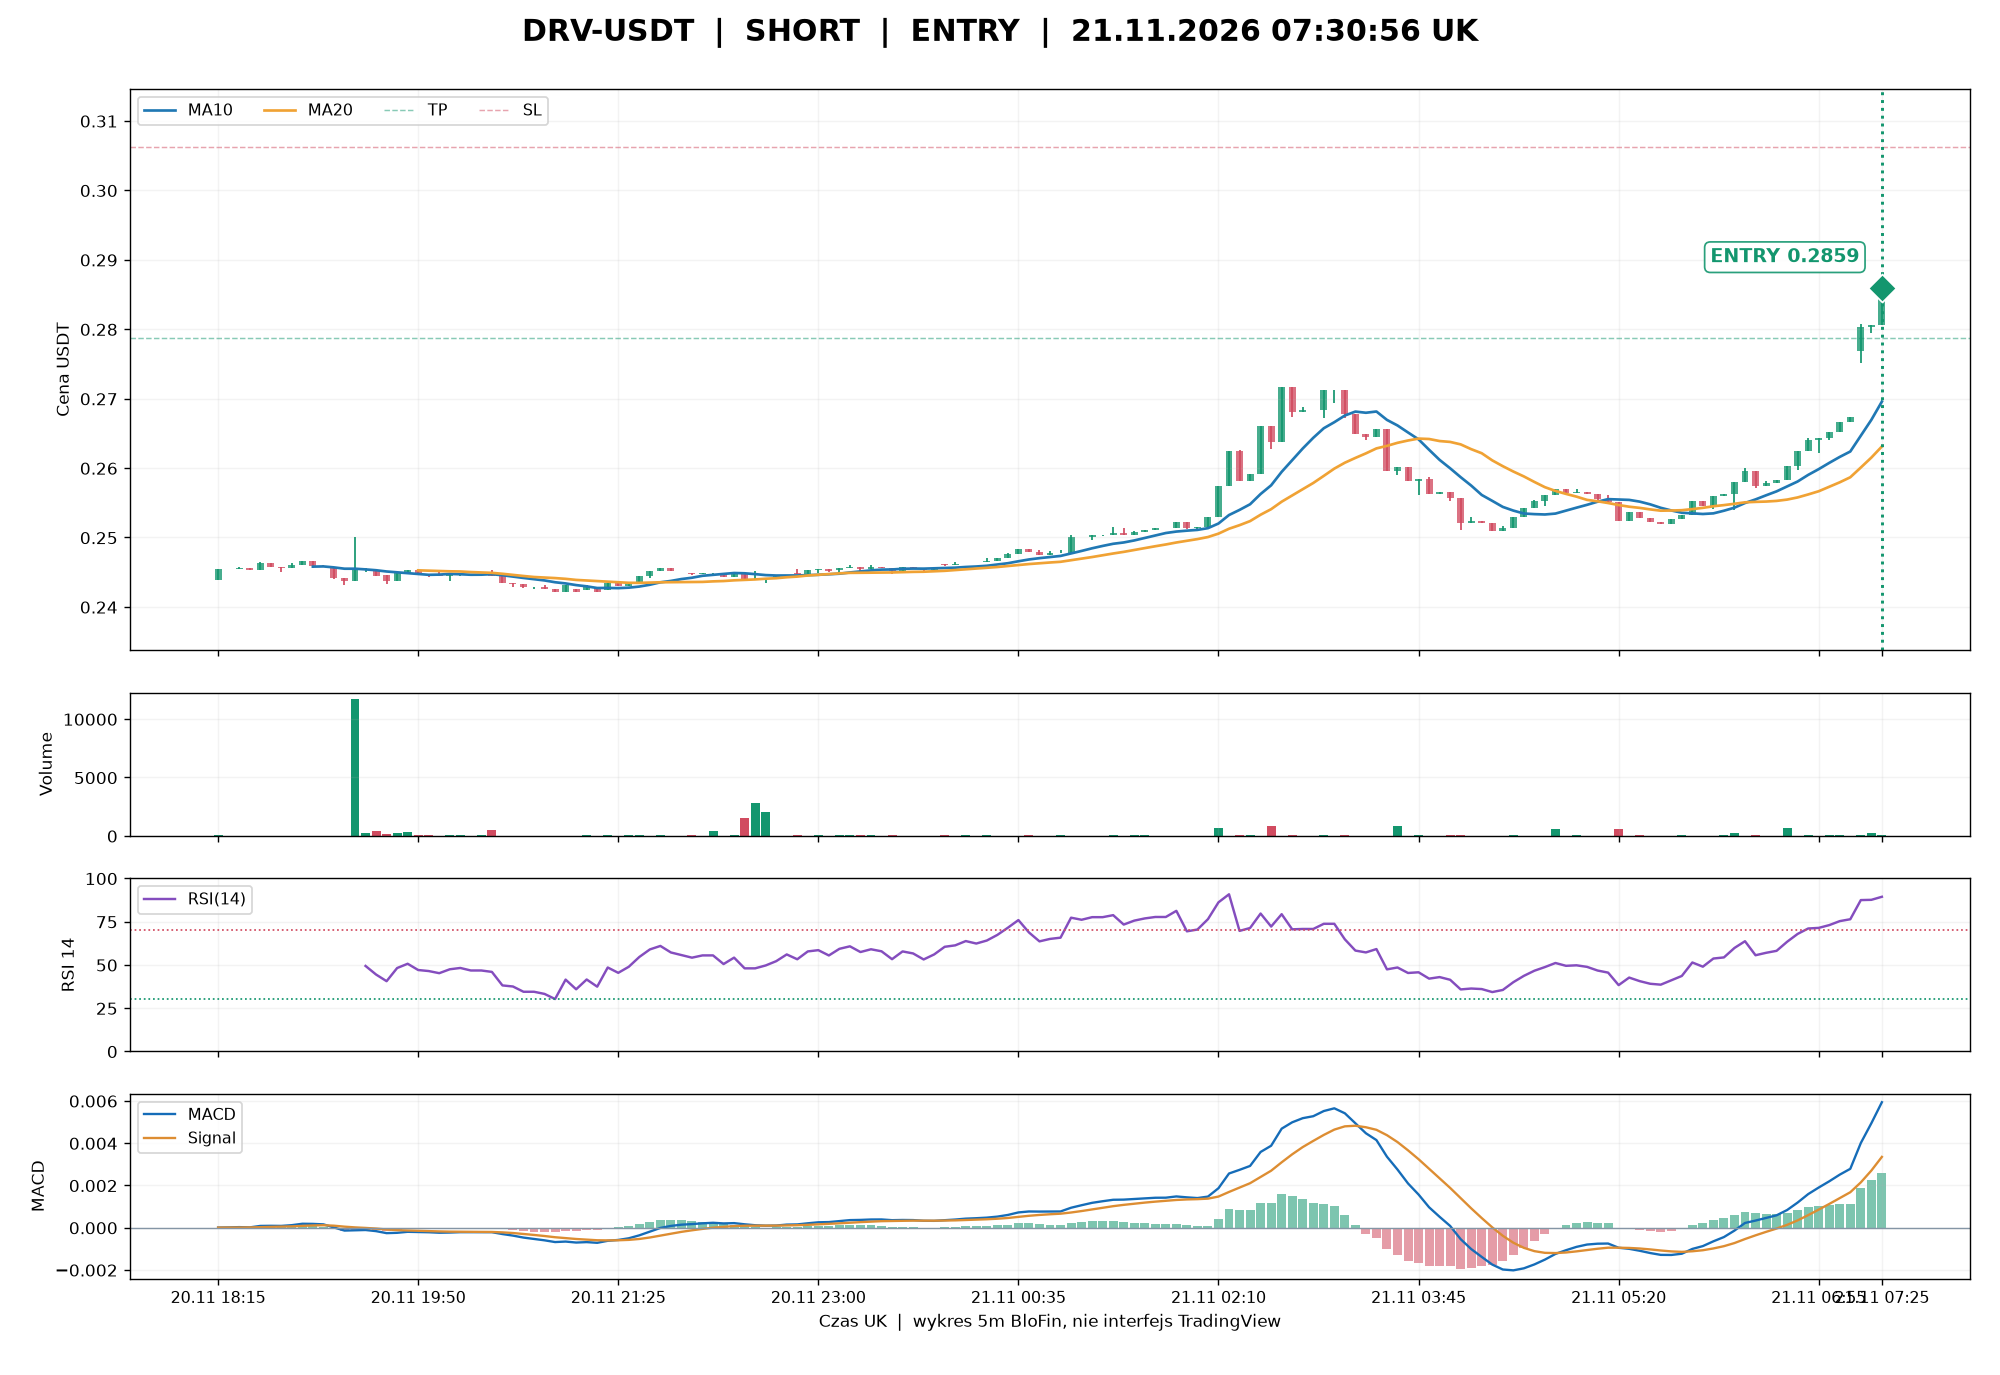 DRV-USDT | SHORT | ENTRY | 21.11.2026 07:30:56 UK
MA10 MA20 TP SL
0.31
0.30
0.29
0.28
0.27
0.26
0.25
0.24
Cena USDT
ENTRY 0.2859
10000
5000
0
Volume
RSI(14)
100
75
50
25
0
RSI 14
MACD
Signal
0.006
0.004
0.002
0.000
−0.002
MACD
20.11 18:15 20.11 19:50 20.11 21:25 20.11 23:00 21.11 00:35 21.11 02:10 21.11 03:45 21.11 05:20 21.11 06:55 21.11 07:25
Czas UK | wykres 5m BloFin, nie interfejs TradingView